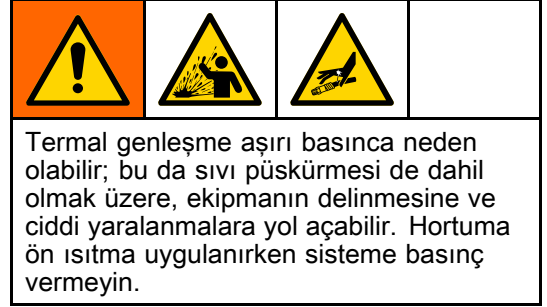 Termal genleşme aşırı basınca neden
olabilir; bu da sıvı püskürmesi de dahil
olmak üzere, ekipmanın delinmesine ve
ciddi yaralanmalara yol açabilir. Hortuma
ön ısıtma uygulanırken sisteme basınç
vermeyin.